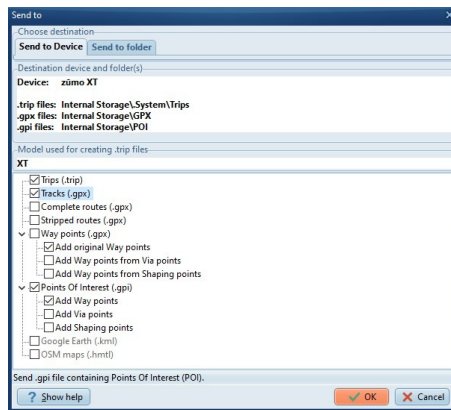 Send to
Choose destination
Send to Device Send to folder
Destination device and folder(s)
Device: zūmo XT
.trip files: Internal Storage\.System\Trips
.gpx files: Internal Storage\GPX
.gpi files: Internal Storage\POI
Model used for creating .trip files
XT
Trips (.trip)
Tracks (.gpx)
Complete routes (.gpx)
Stripped routes (.gpx)
Way points (.gpx)
Add original Way points
Add Way points from Via points
Add Way points from Shaping points
Points Of Interest (.gpi)
Add Way points
Add Via points
Add Shaping points
Google Earth (.kml)
OSM maps (.hmtl)
Send .gpi file containing Points Of Interest (POI).
? Show help OK Cancel